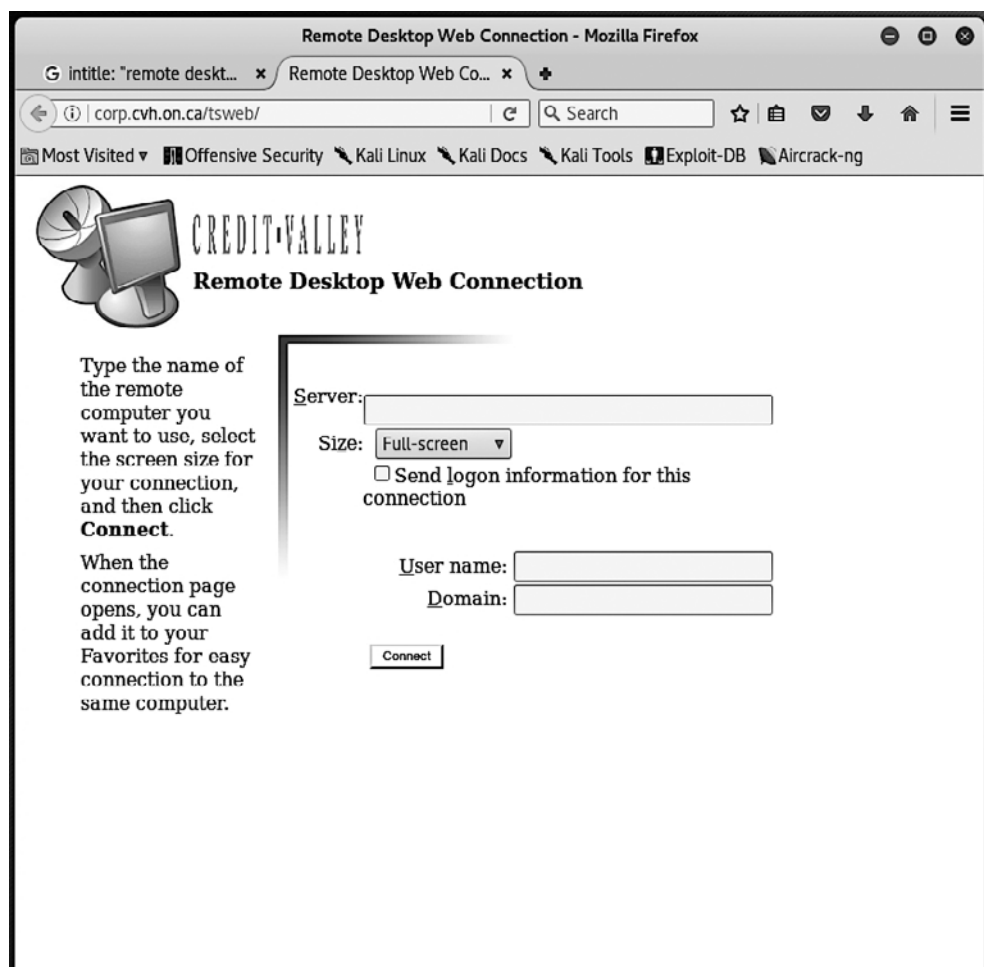 Remote Desktop Web Connection - Mozilla Firefox
G intitle: "remote deskt... × Remote Desktop Web Co... ×
corp.cvh.on.ca/tsweb/ Search
Most Visited Offensive Security Kali Linux Kali Docs Kali Tools Exploit-DB Aircrack-ng
CREDIT VALLEY
Remote Desktop Web Connection
Type the name of
the remote
computer you
want to use, select
the screen size for
your connection,
and then click
Connect.
When the
connection page
opens, you can
add it to your
Favorites for easy
connection to the
same computer.
Server:
Size: Full-screen
Send logon information for this
connection
User name:
Domain:
Connect